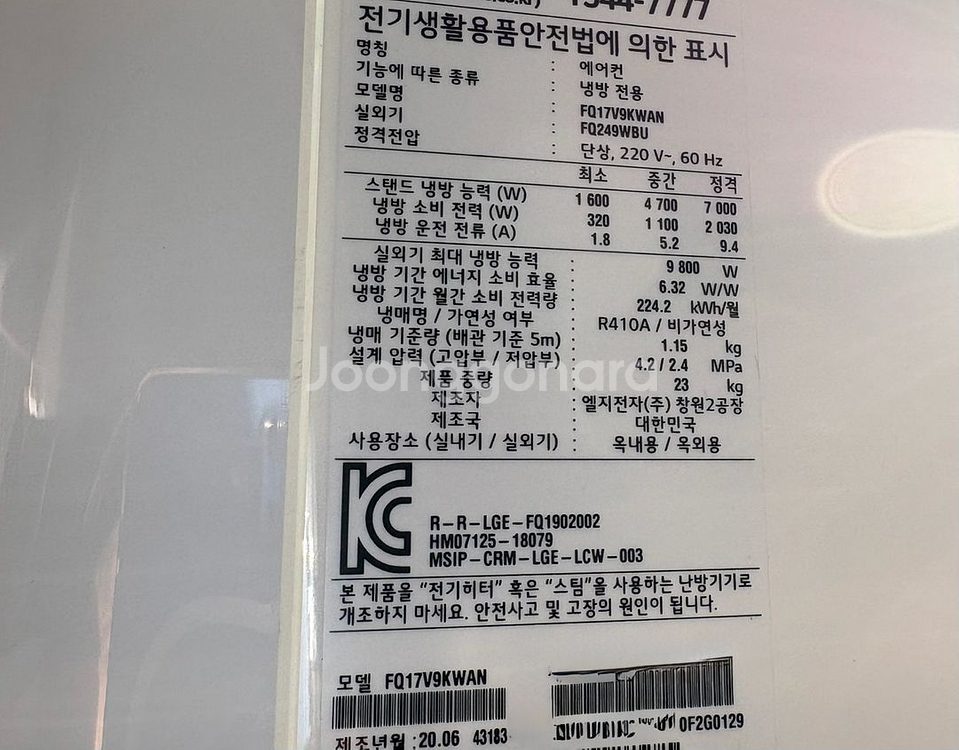 1544-7777
전기생활용품안전법에 의한 표시
명칭 : 에어컨
기능에 따른 종류 : 냉방 전용
모델명 : FQ17V9KWAN
실외기 : FQ249WBU
정격전압 : 단상, 220 V~, 60 Hz
최소 중간 정격
스탠드 냉방 능력 (W) 1 600 4 700 7 000
냉방 소비 전력 (W) 320 1 100 2 030
냉방 운전 전류 (A) 1.8 5.2 9.4
실외기 최대 냉방 능력 : 9 800 W
냉방 기간 에너지 소비 효율 : 6.32 W/W
냉방 기간 월간 소비 전력량 : 224.2 kWh/월
냉매명 / 가연성 여부 : R410A / 비가연성
냉매 기준량 (배관 기준 5m) : 1.15 kg
설계 압력 (고압부 / 저압부) : 4.2 / 2.4 MPa
제품 중량 : 23 kg
제조자 : 엘지전자(주) 창원2공장
제조국 : 대한민국
사용장소 (실내기 / 실외기) : 옥내용 / 옥외용
Joonggonara
R-R-LGE-FQ1902002
HM07125-18079
MSIP-CRM-LGE-LCW-003
본 제품을 “전기히터” 혹은 “스팀”을 사용하는 난방기기로
개조하지 마세요. 안전사고 및 고장의 원인이 됩니다.
모델 FQ17V9KWAN
0F2G0129
제조년월 : 20.06 43183